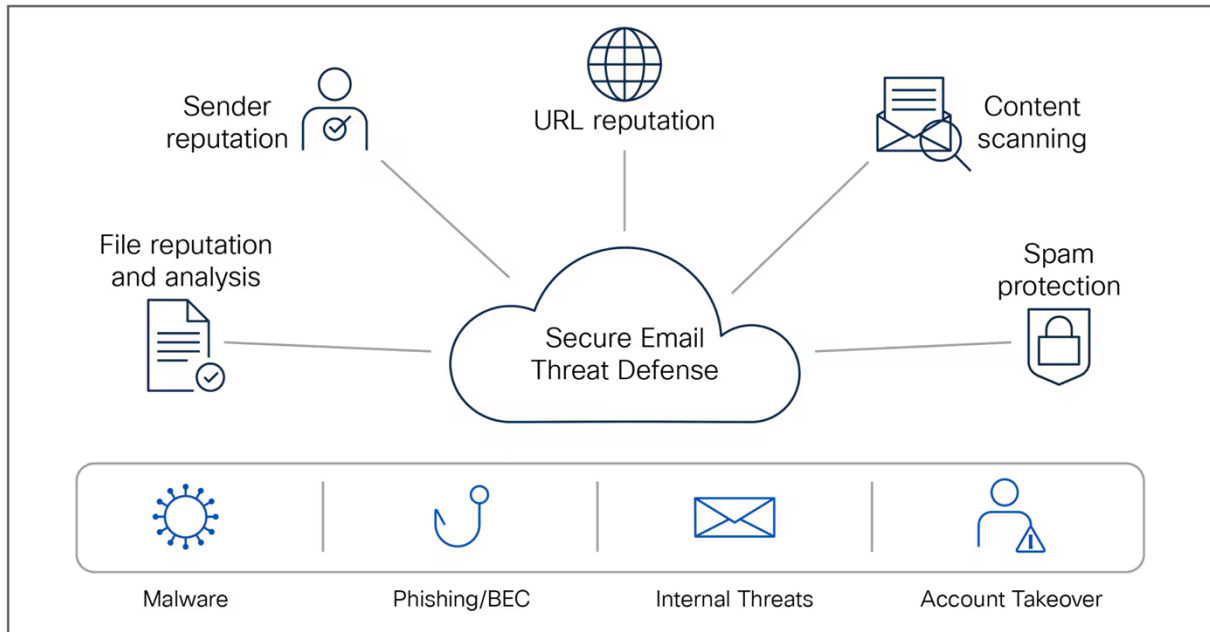 Sender
reputation
URL reputation
Content
scanning
File reputation
and analysis
Spam
protection
Secure Email
Threat Defense
Malware
Phishing/BEC
Internal Threats
Account Takeover